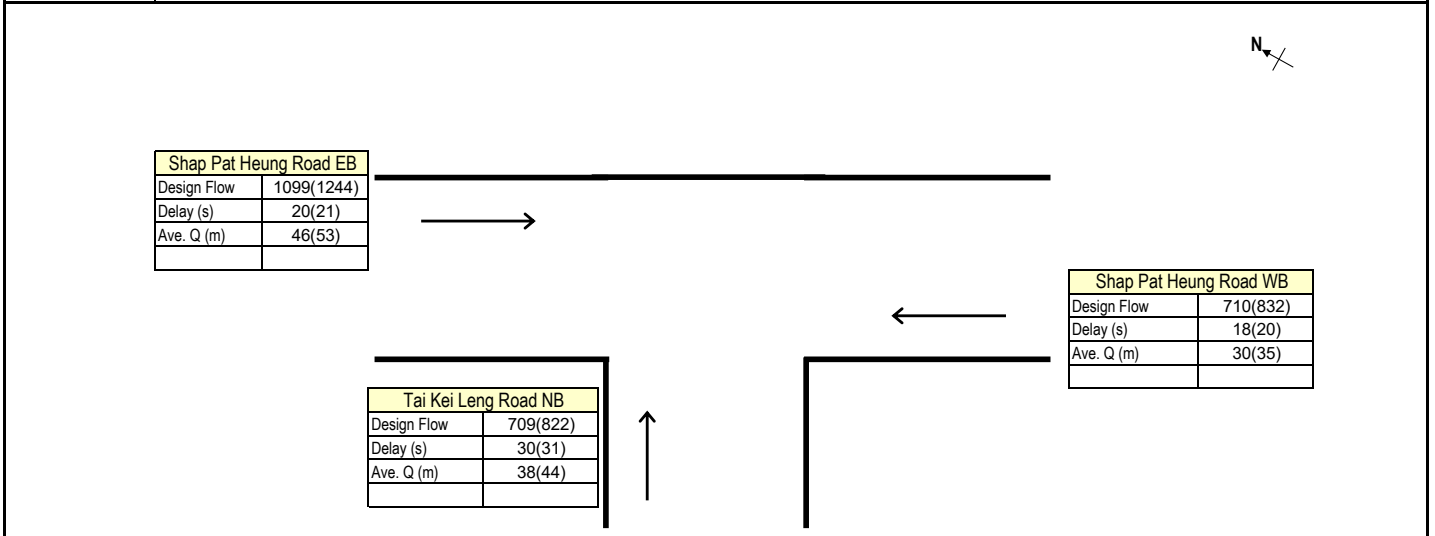 N
Shap Pat Heung Road EB
Design Flow 1099(1244)
Delay (s) 20(21)
Ave. Q (m) 46(53)
Shap Pat Heung Road WB
Design Flow 710(832)
Delay (s) 18(20)
Ave. Q (m) 30(35)
Tai Kei Leng Road NB
Design Flow 709(822)
Delay (s) 30(31)
Ave. Q (m) 38(44)